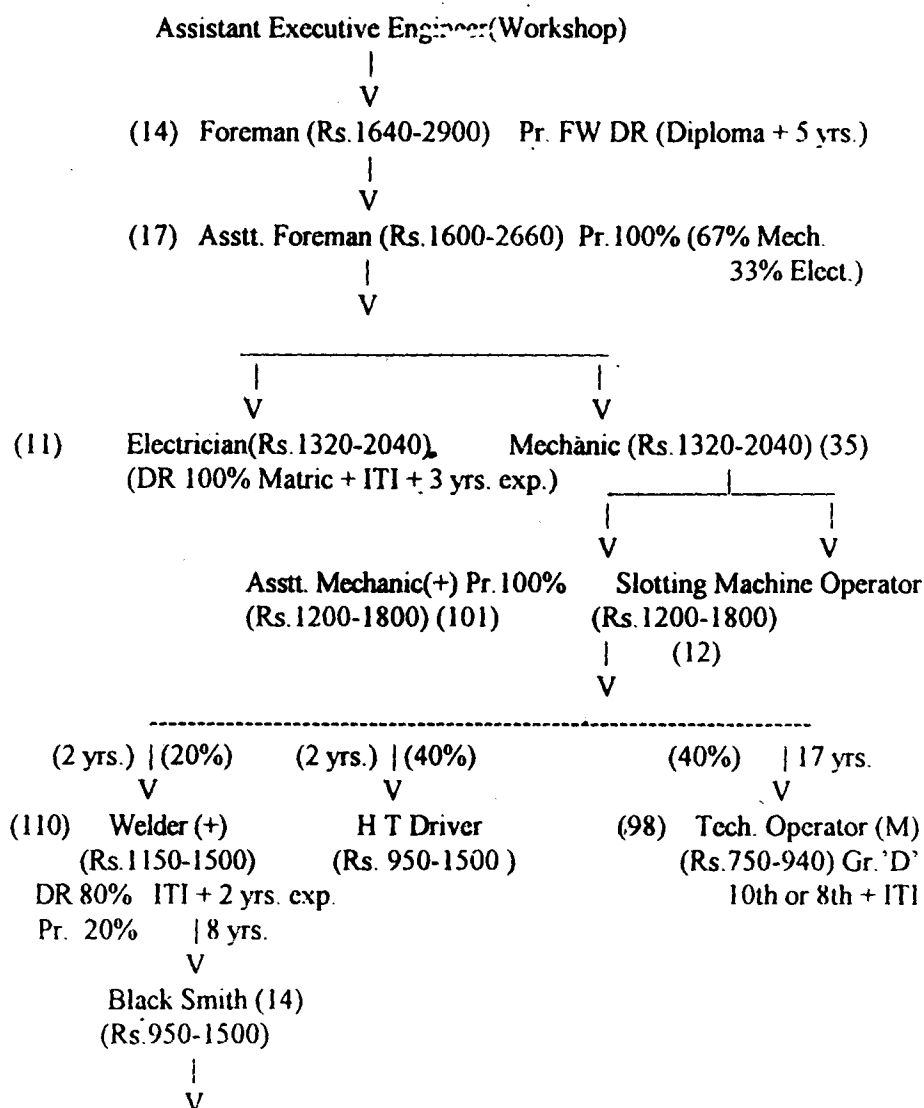 Assistant Executive Engineer(Workshop)
(14) Foreman (Rs.1640-2900) Pr. FW DR (Diploma + 5 yrs.)
(17) Asstt. Foreman (Rs.1600-2660) Pr.100% (67% Mech.
33% Elect.)
(11) Electrician(Rs.1320-2040). Mechanic (Rs.1320-2040) (35)
(DR 100% Matric + ITI + 3 yrs. exp.)
Asstt. Mechanic(+) Pr.100% Slotting Machine Operator
(Rs.1200-1800) (101) (Rs.1200-1800)
(12)
(2 yrs.) (20%) (2 yrs.) (40%) (40%) 17 yrs.
(110) Welder (+) H T Driver (98) Tech. Operator (M)
(Rs.1150-1500) (Rs. 950-1500 ) (Rs.750-940) Gr.'D'
DR 80% ITI + 2 yrs. exp. 10th or 8th + ITI
Pr. 20% 8 yrs.
Black Smith (14)
(Rs.950-1500)